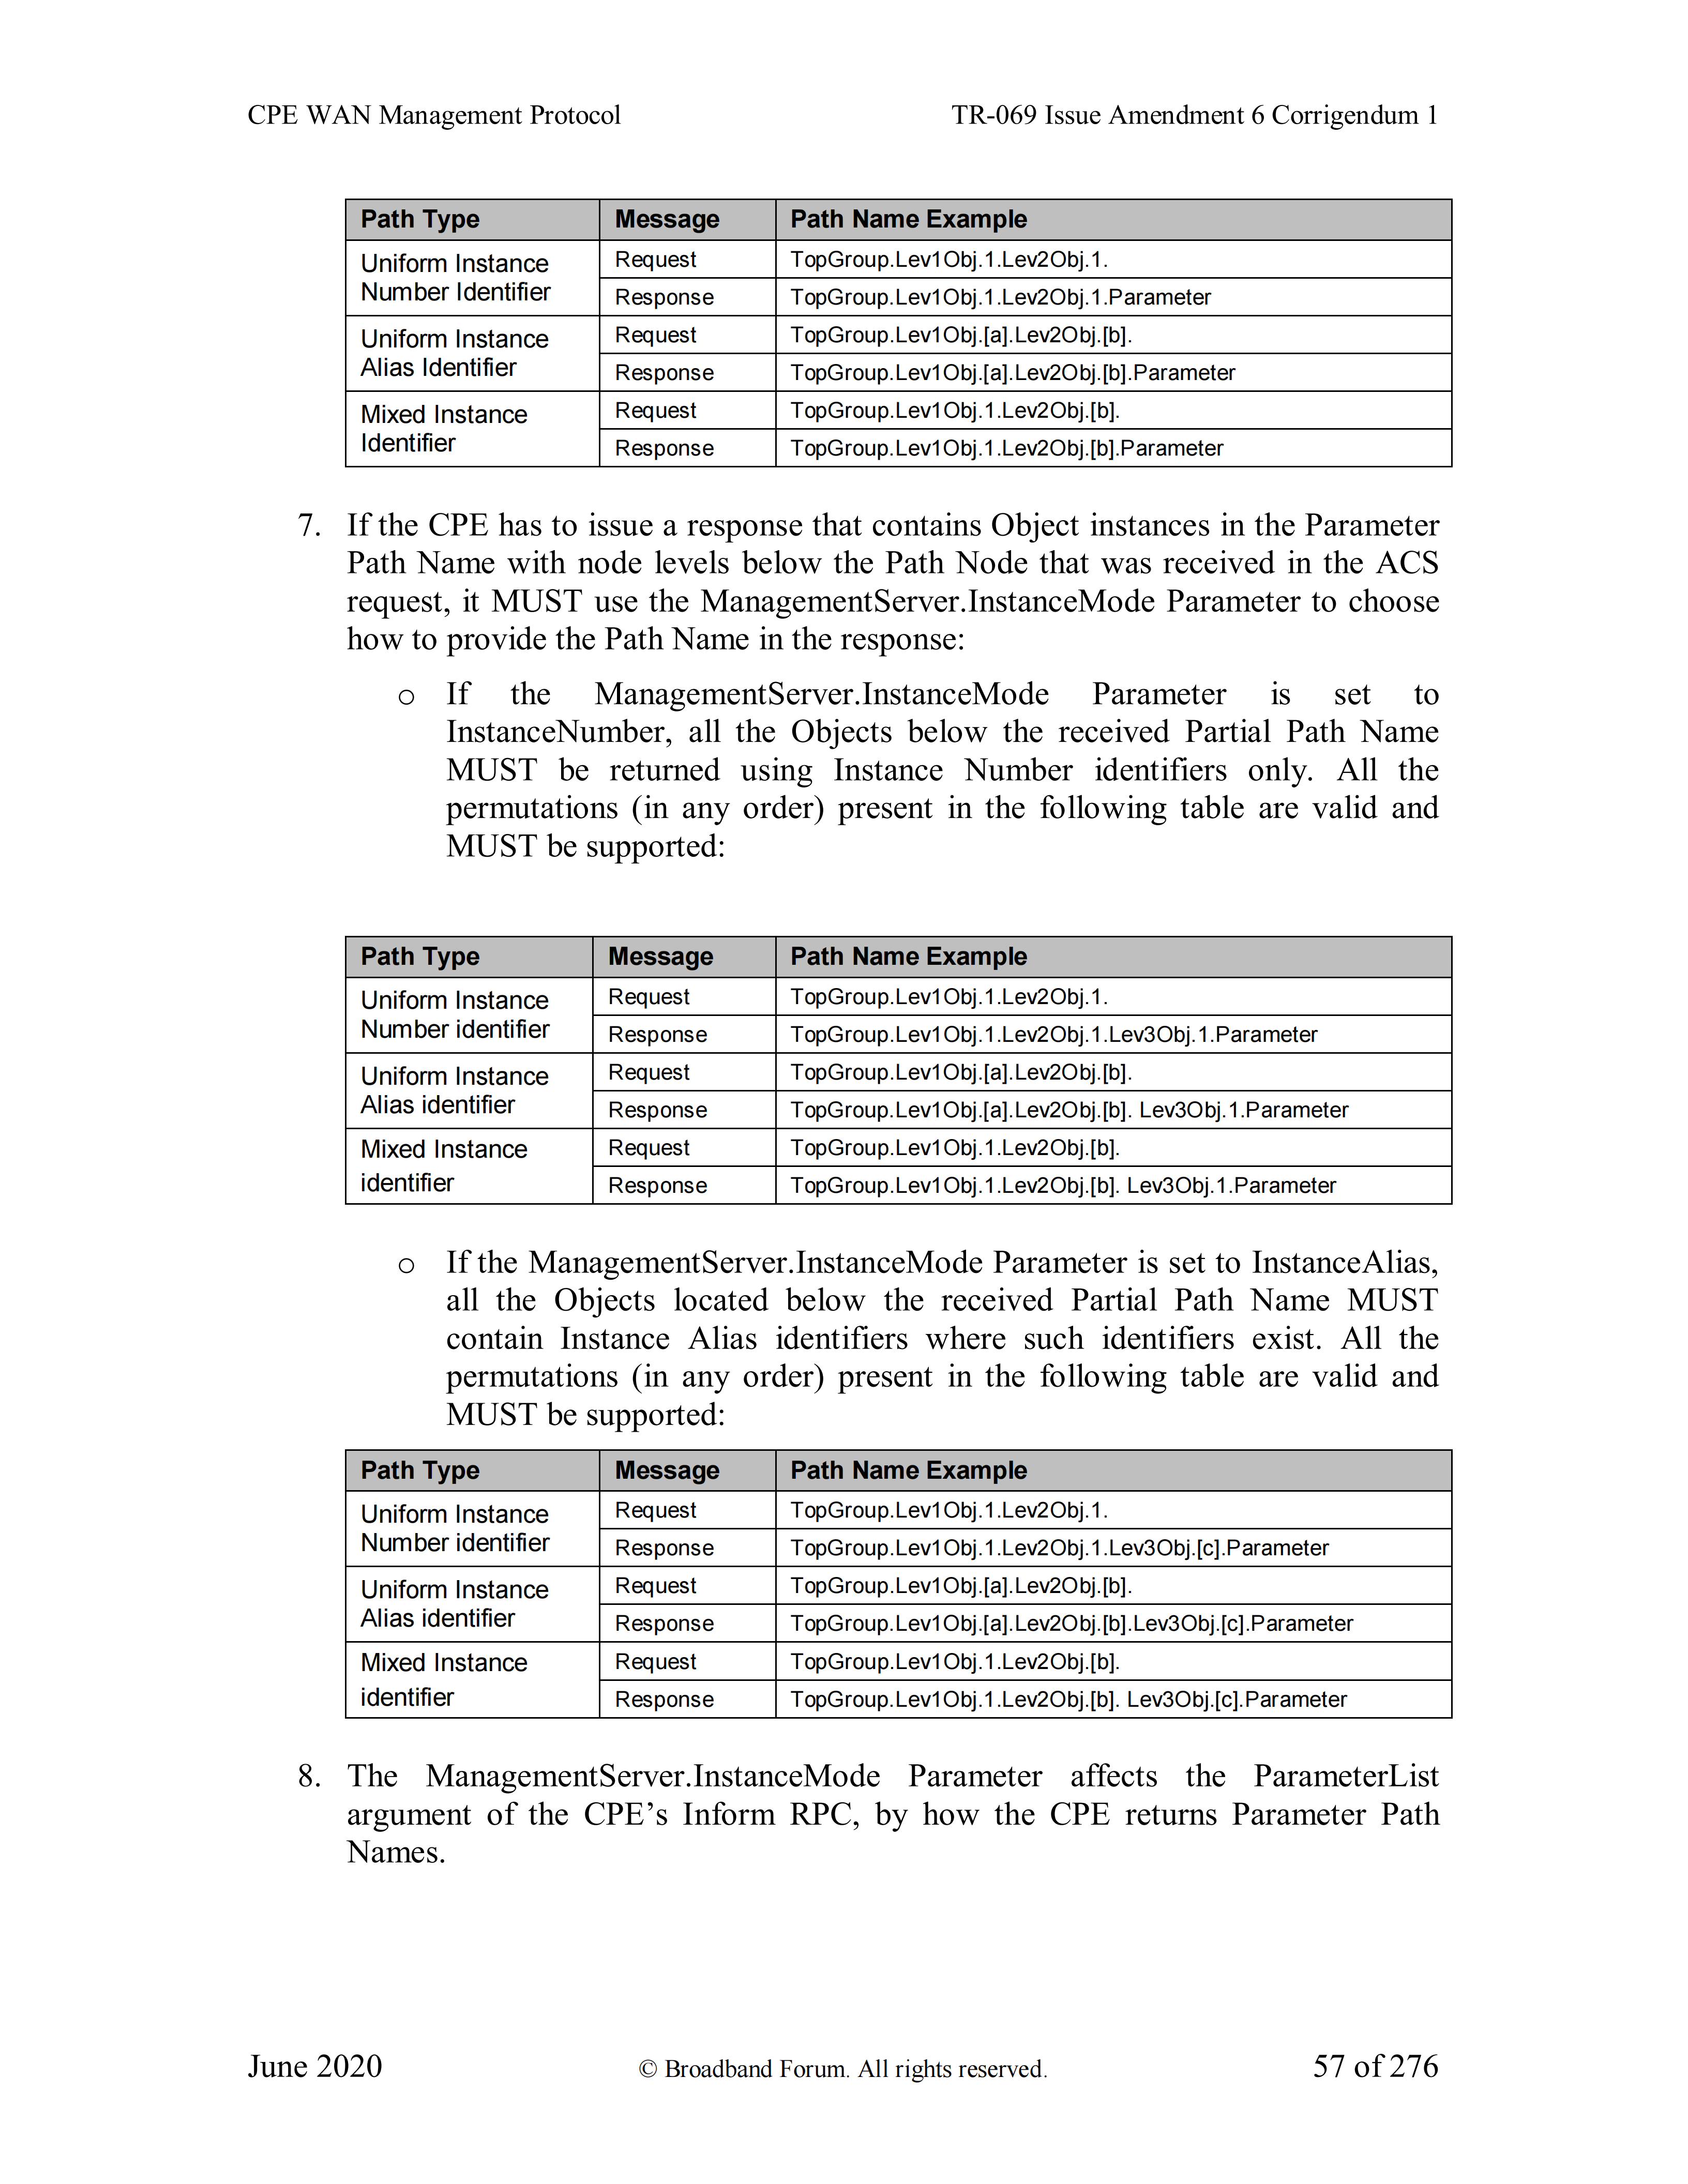 CPE WAN Management Protocol TR-069 Issue Amendment 6 Corrigendum 1
Path Type Message Path Name Example
Uniform Instance Number Identifier Request TopGroup.Lev1Obj.1.Lev2Obj.1.
Response TopGroup.Lev1Obj.1.Lev2Obj.1.Parameter
Uniform Instance Alias Identifier Request TopGroup.Lev1Obj.[a].Lev2Obj.[b].
Response TopGroup.Lev1Obj.[a].Lev2Obj.[b].Parameter
Mixed Instance Identifier Request TopGroup.Lev1Obj.1.Lev2Obj.[b].
Response TopGroup.Lev1Obj.1.Lev2Obj.[b].Parameter
7. If the CPE has to issue a response that contains Object instances in the Parameter
Path Name with node levels below the Path Node that was received in the ACS
request, it MUST use the ManagementServer.InstanceMode Parameter to choose
how to provide the Path Name in the response:
o If the ManagementServer.InstanceMode Parameter is set to
InstanceNumber, all the Objects below the received Partial Path Name
MUST be returned using Instance Number identifiers only. All the
permutations (in any order) present in the following table are valid and
MUST be supported:
Path Type Message Path Name Example
Uniform Instance Number identifier Request TopGroup.Lev1Obj.1.Lev2Obj.1.
Response TopGroup.Lev1Obj.1.Lev2Obj.1.Lev3Obj.1.Parameter
Uniform Instance Alias identifier Request TopGroup.Lev1Obj.[a].Lev2Obj.[b].
Response TopGroup.Lev1Obj.[a].Lev2Obj.[b]. Lev3Obj.1.Parameter
Mixed Instance identifier Request TopGroup.Lev1Obj.1.Lev2Obj.[b].
Response TopGroup.Lev1Obj.1.Lev2Obj.[b]. Lev3Obj.1.Parameter
o If the ManagementServer.InstanceMode Parameter is set to InstanceAlias,
all the Objects located below the received Partial Path Name MUST
contain Instance Alias identifiers where such identifiers exist. All the
permutations (in any order) present in the following table are valid and
MUST be supported:
Path Type Message Path Name Example
Uniform Instance Number identifier Request TopGroup.Lev1Obj.1.Lev2Obj.1.
Response TopGroup.Lev1Obj.1.Lev2Obj.1.Lev3Obj.[c].Parameter
Uniform Instance Alias identifier Request TopGroup.Lev1Obj.[a].Lev2Obj.[b].
Response TopGroup.Lev1Obj.[a].Lev2Obj.[b].Lev3Obj.[c].Parameter
Mixed Instance identifier Request TopGroup.Lev1Obj.1.Lev2Obj.[b].
Response TopGroup.Lev1Obj.1.Lev2Obj.[b]. Lev3Obj.[c].Parameter
8. The ManagementServer.InstanceMode Parameter affects the ParameterList
argument of the CPE’s Inform RPC, by how the CPE returns Parameter Path
Names.
June 2020 © Broadband Forum. All rights reserved. 57 of 276